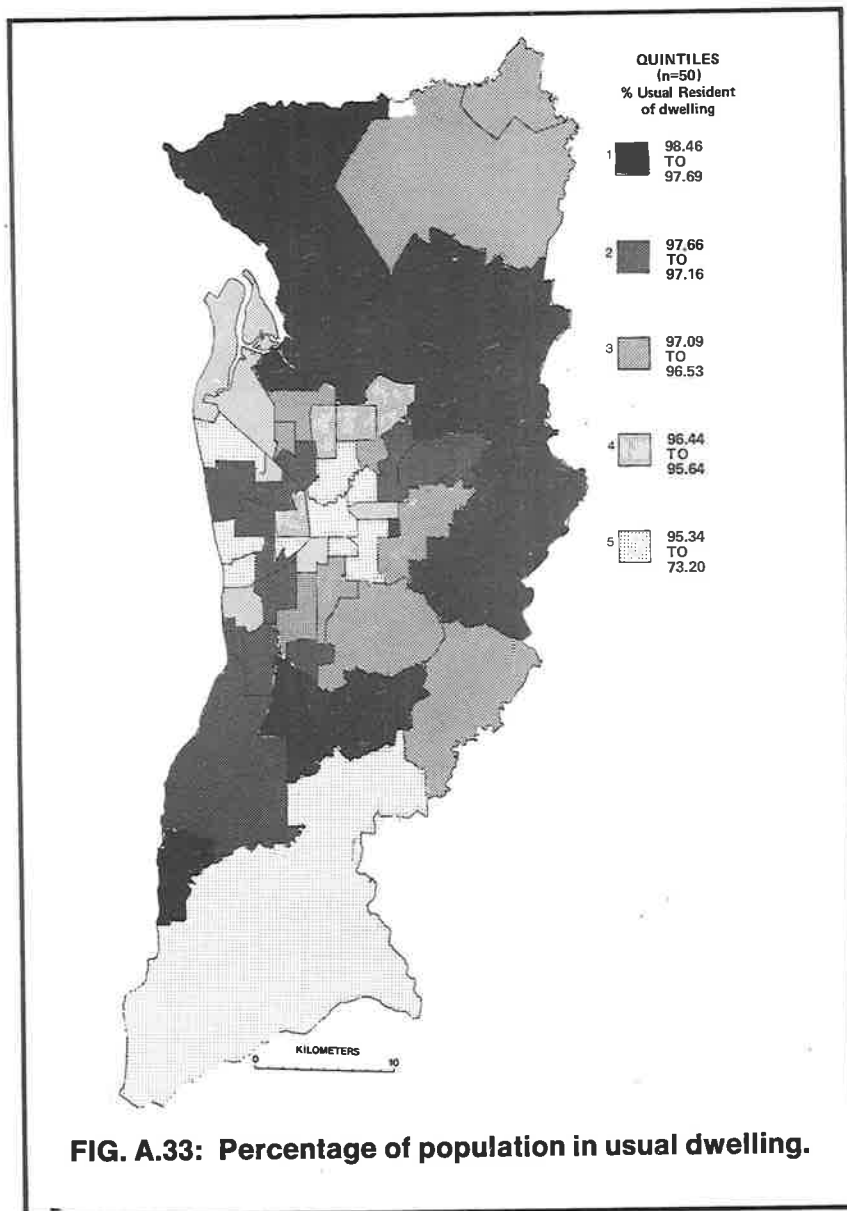 QUINTILES
(n=50)
% Usual Resident
of dwelling
1
98.46
TO
97.69
2
97.66
TO
97.16
3
97.09
TO
96.53
4
96.44
TO
95.64
5
95.34
TO
73.20
KILOMETERS
0 10
FIG. A.33: Percentage of population in usual dwelling.